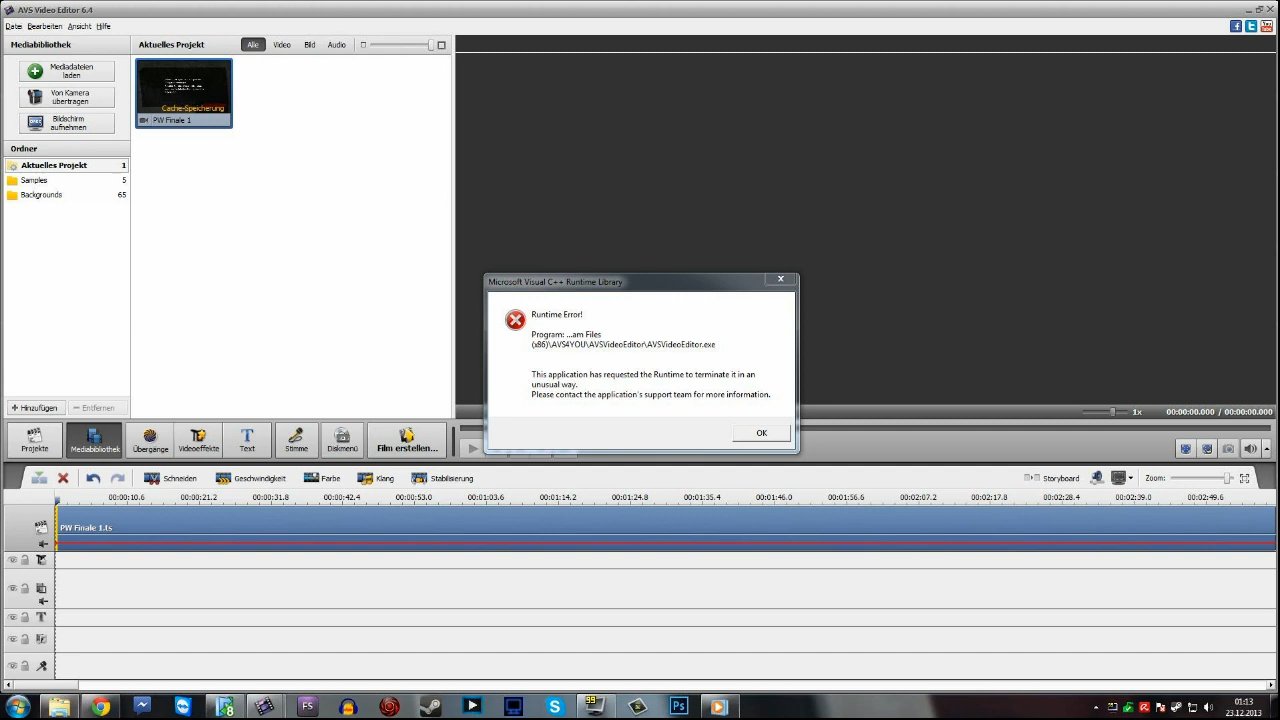 AVS Video Editor 6.4
Datei Bearbeiten Ansicht Hilfe
Mediabibliothek
Mediadateien
laden
Von Kamera
übertragen
Bildschirm
aufnehmen
Ordner
Aktuelles Projekt 1
Samples 5
Backgrounds 65
Hinzufügen Entfernen
Aktuelles Projekt Alle Video Bild Audio
Cache-Speicherung
PW Finale 1
Microsoft Visual C++ Runtime Library
Runtime Error!
Program: ...am Files
(x86)\AVS4YOU\AVSVideoEditor\AVSVideoEditor.exe
This application has requested the Runtime to terminate it in an
unusual way.
Please contact the application's support team for more information.
OK
1x 00:00:00.000 / 00:00:00.000
Projekte Mediabibliothek Übergänge Videoeffekte Text Stimme Diskmenü Film erstellen...
Schneiden Geschwindigkeit Farbe Klang Stabilisierung Storyboard Zoom:
00:00:10.6 00:00:21.2 00:00:31.8 00:00:42.4 00:00:53.0 00:01:03.6 00:01:14.2 00:01:24.8 00:01:35.4 00:01:46.0 00:01:56.6 00:02:07.2 00:02:17.8 00:02:28.4 00:02:39.0 00:02:49.6
PW Finale 1.ts
01:13
23.12.2013